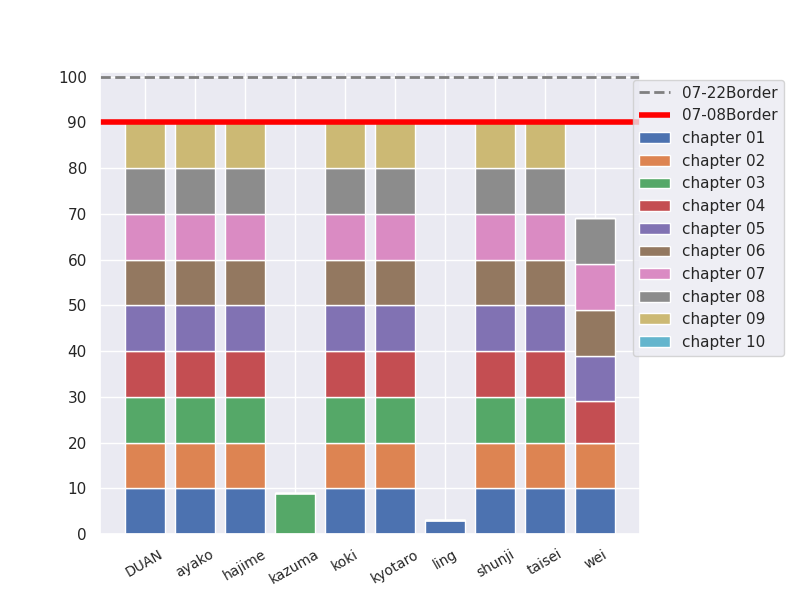 100
90
80
70
60
50
40
30
20
10
0
DUAN
ayako
hajime
kazuma
koki
kyotaro
ling
shunji
taisei
wei
07-22Border
07-08Border
chapter 01
chapter 02
chapter 03
chapter 04
chapter 05
chapter 06
chapter 07
chapter 08
chapter 09
chapter 10